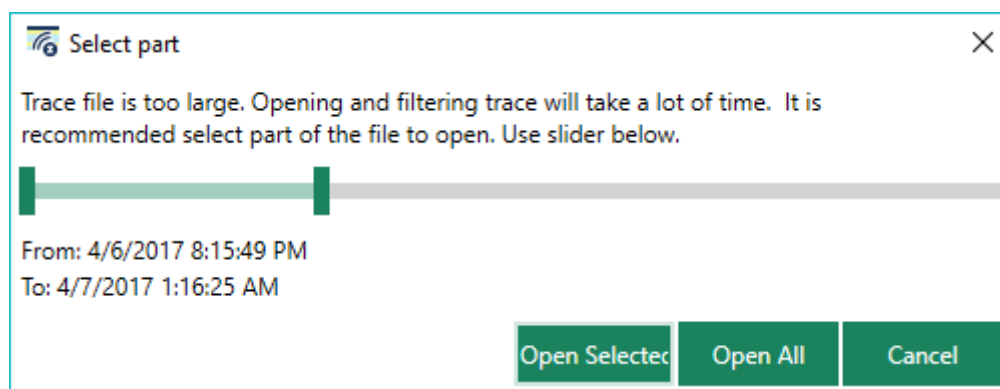 Select part
Trace file is too large. Opening and filtering trace will take a lot of time.  It is
recommended select part of the file to open. Use slider below.
From: 4/6/2017 8:15:49 PM
To: 4/7/2017 1:16:25 AM
Open Selected Open All Cancel